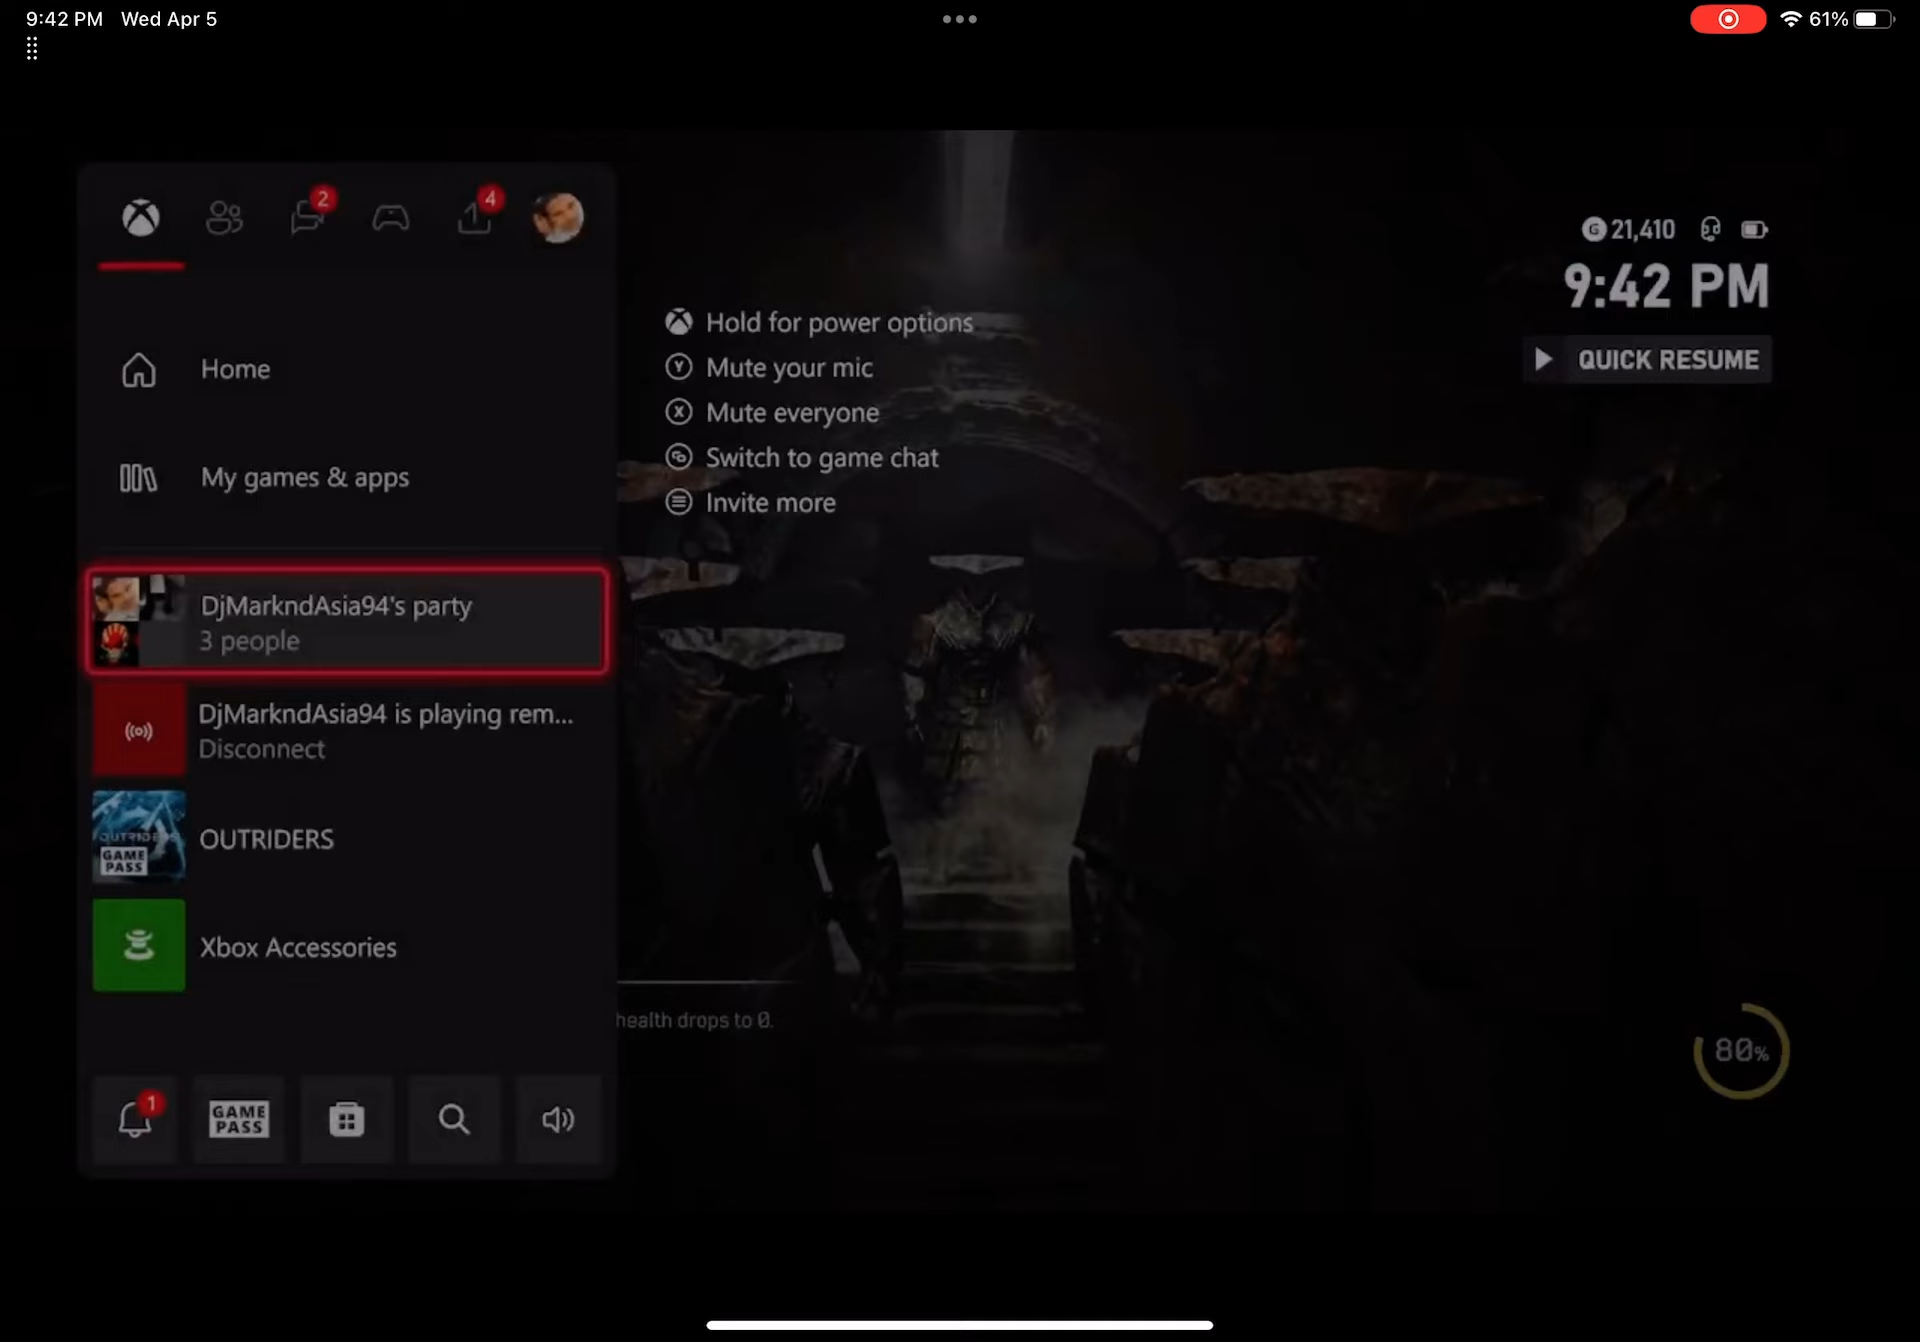 9:42 PM Wed Apr 5
61%
2
4
G 21,410
9:42 PM
QUICK RESUME
Hold for power options
Y Mute your mic
X Mute everyone
Switch to game chat
Invite more
Home
My games & apps
DjMarkndAsia94's party
3 people
DjMarkndAsia94 is playing rem...
Disconnect
OUTRIDERS
GAME PASS
OUTRIDERS
Xbox Accessories
health drops to 0.
80%
1
GAME PASS